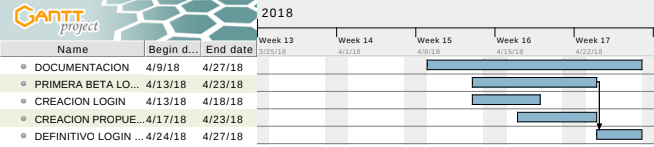 GANTT
project
2018
Week 13 Week 14 Week 15 Week 16 Week 17
3/25/18 4/1/18 4/8/18 4/15/18 4/22/18
Name Begin d... End date
DOCUMENTACION 4/9/18 4/27/18
PRIMERA BETA LO... 4/13/18 4/23/18
CREACION LOGIN 4/13/18 4/18/18
CREACION PROPUE... 4/17/18 4/23/18
DEFINITIVO LOGIN ... 4/24/18 4/27/18